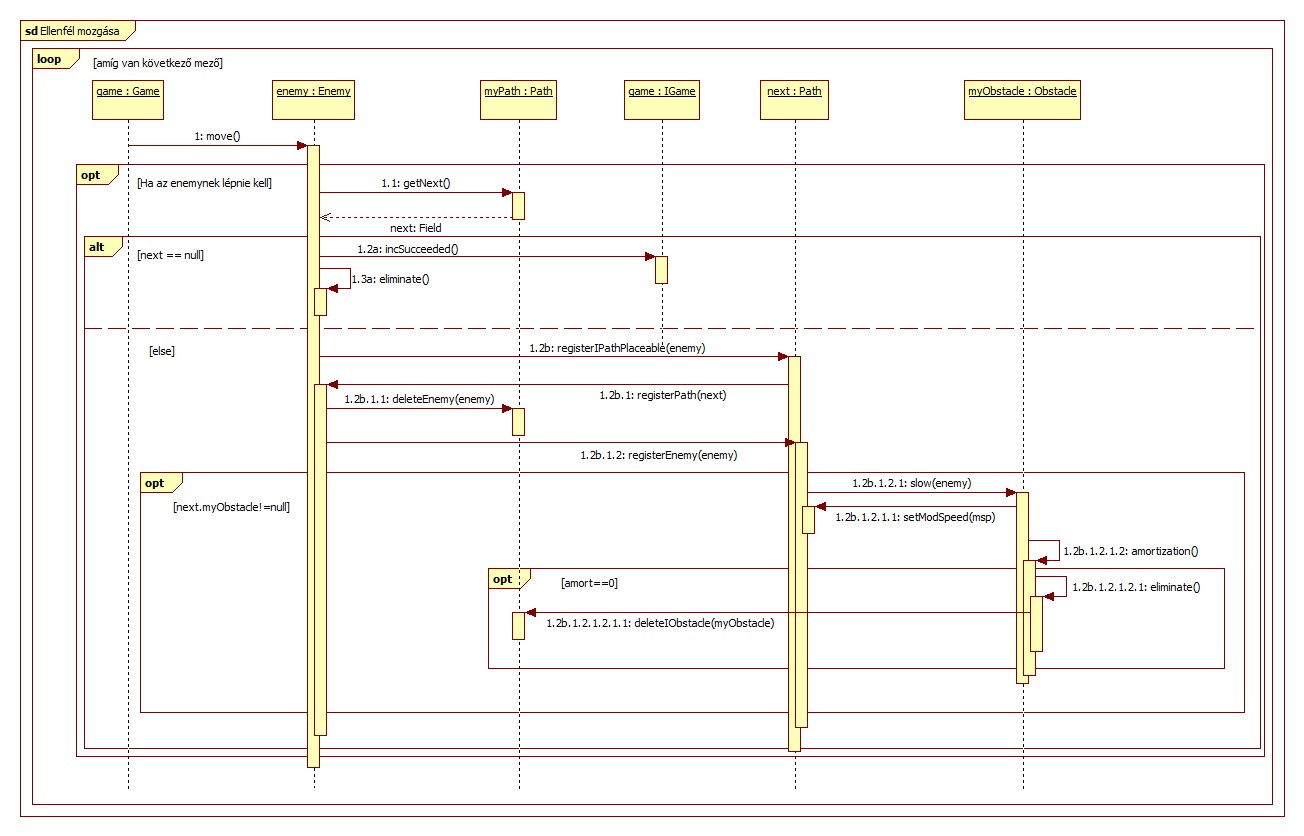 sd Ellenfél mozgása
loop
[amíg van következő mező]
game : Game
enemy : Enemy
myPath : Path
game : IGame
next : Path
myObstacle : Obstacle
1: move()
opt
[Ha az enemynek lépnie kell]
1.1: getNext()
next: Field
alt
[next == null]
1.2a: incSucceeded()
1.3a: eliminate()
[else]
1.2b: registerIPathPlaceable(enemy)
1.2b.1: registerPath(next)
1.2b.1.1: deleteEnemy(enemy)
1.2b.1.2: registerEnemy(enemy)
opt
[next.myObstacle!=null]
1.2b.1.2.1: slow(enemy)
1.2b.1.2.1.1: setModSpeed(msp)
1.2b.1.2.1.2: amortization()
opt
[amort==0]
1.2b.1.2.1.2.1: eliminate()
1.2b.1.2.1.2.1.1: deleteIObstacle(myObstacle)